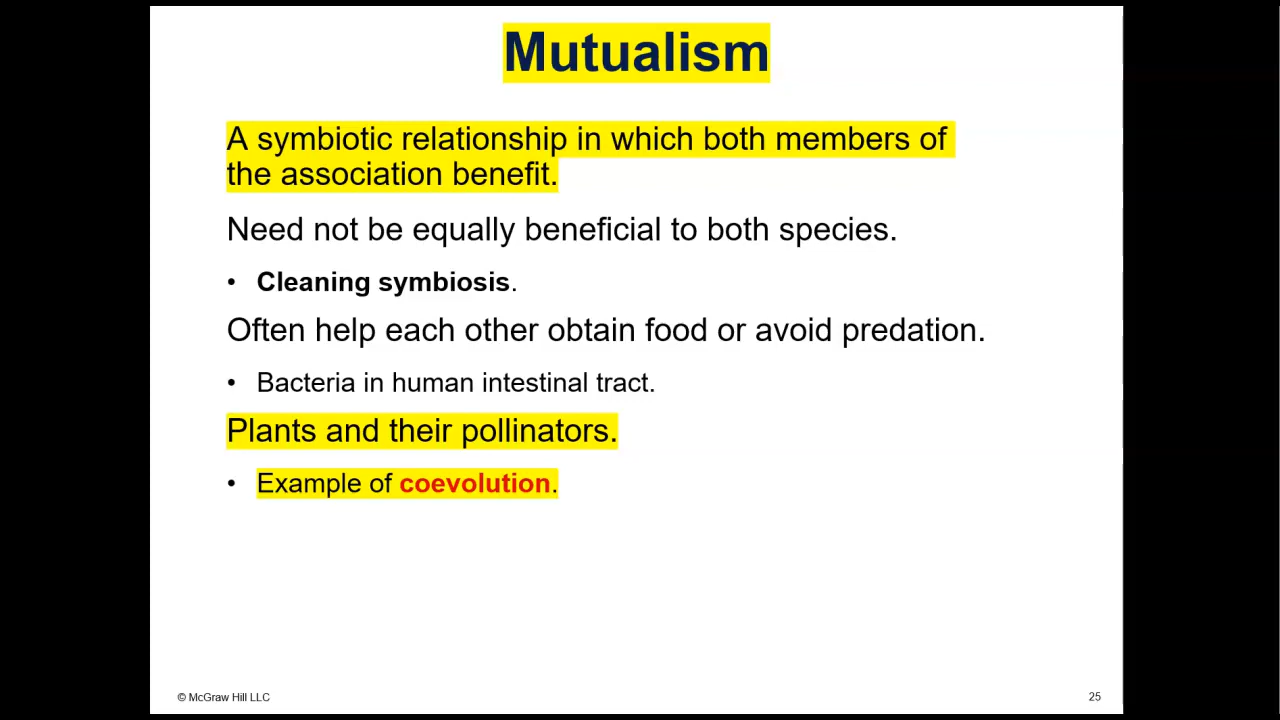 Mutualism
A symbiotic relationship in which both members of
the association benefit.
Need not be equally beneficial to both species.
• Cleaning symbiosis.
Often help each other obtain food or avoid predation.
• Bacteria in human intestinal tract.
Plants and their pollinators.
• Example of coevolution.
© McGraw Hill LLC
25